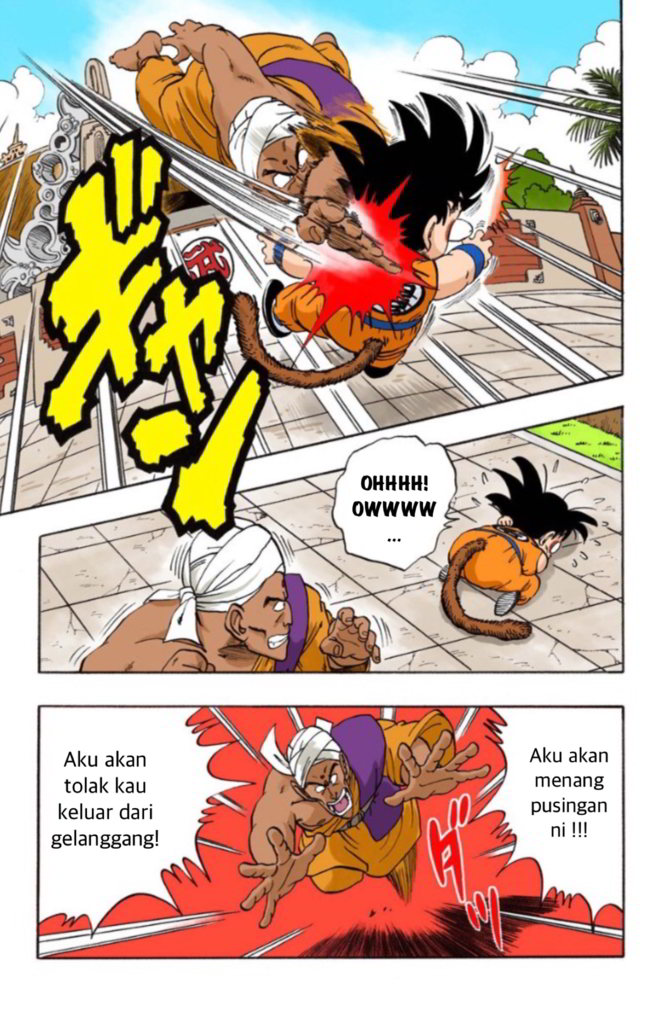 ギャン
武
OHHHH!
OWWWW
...
Aku akan
menang
pusingan
ni !!!
Aku akan
tolak kau
keluar dari
gelanggang!
ダッ